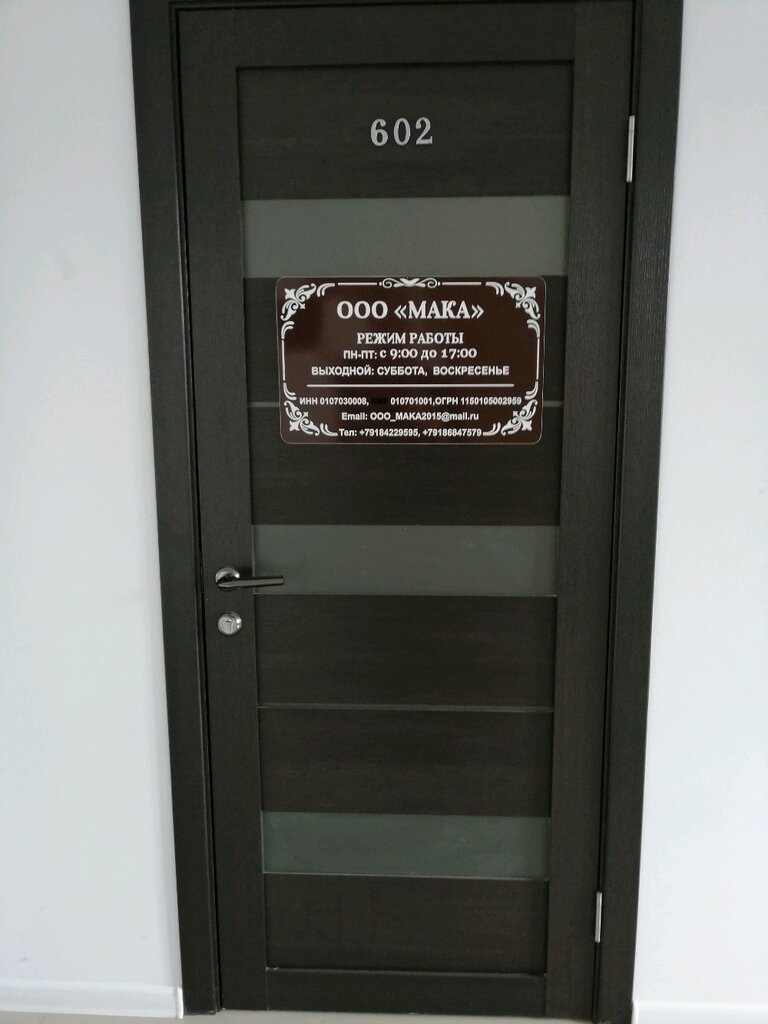 602
ООО «МАКА»
РЕЖИМ РАБОТЫ
ПН-ПТ: с 9:00 до 17:00
ВЫХОДНОЙ: СУББОТА, ВОСКРЕСЕНЬЕ
ИНН 0107030008, 010701001,ОГРН 1150105002959
Email: OOO_MAKA2015@mail.ru
Тел: +79184229595, +79186847579